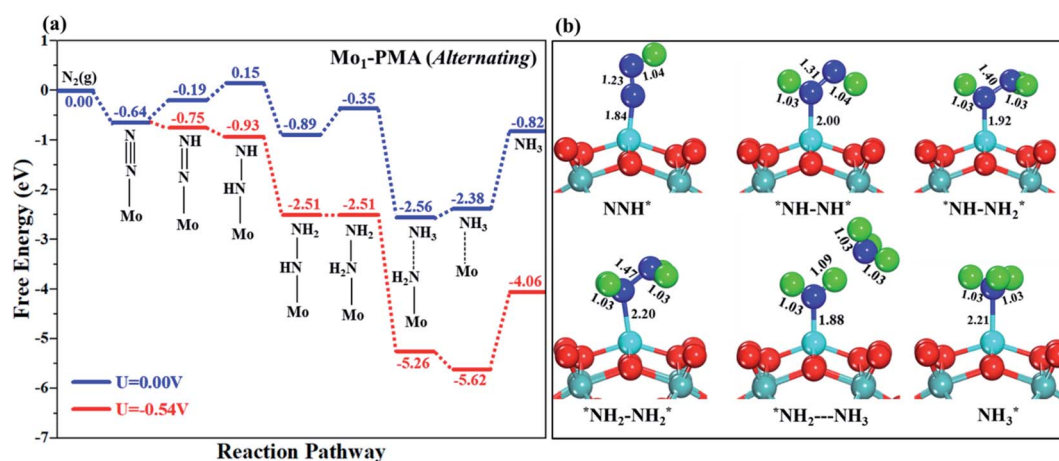 (a)
Mo1-PMA (Alternating)
Free Energy (eV)
1
0
-1
-2
-3
-4
-5
-6
-7
N2(g)
0.00
-0.64
-0.19
0.15
-0.89
-0.35
-2.56
-2.38
-0.82
-0.75
-0.93
-2.51
-2.51
-5.26
-5.62
-4.06
N
N
Mo
NH
N
Mo
NH
HN
Mo
NH2
HN
Mo
NH2
H2N
Mo
NH3
H2N
Mo
NH3
Mo
NH3
U=0.00V
U=-0.54V
Reaction Pathway
(b)
1.23
1.04
1.84
NNH*
1.31
1.03
1.04
2.00
*NH-NH*
1.40
1.03
1.03
1.92
*NH-NH2*
1.47
1.03
1.03
2.20
*NH2-NH2*
1.03
1.03
1.09
1.03
1.88
*NH2---NH3
1.03
1.03
2.21
NH3*